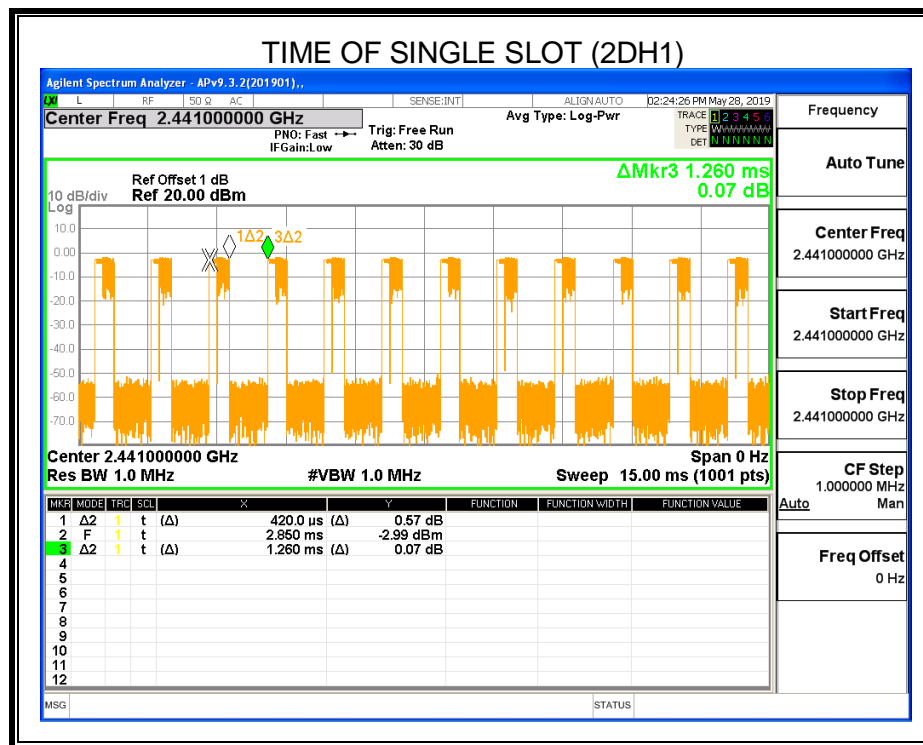 TIME OF SINGLE SLOT (2DH1)
Agilent Spectrum Analyzer - APv9.3.2(201901),,
LXI L RF 50 Ω AC SENSE:INT ALIGN AUTO 02:24:26 PM May 28, 2019
Center Freq 2.441000000 GHz
PNO: Fast
IFGain:Low
Trig: Free Run
Atten: 30 dB
Avg Type: Log-Pwr
TRACE 1 2 3 4 5 6
TYPE W
DET N N N N N N
Ref Offset 1 dB
Ref 20.00 dBm
ΔMkr3 1.260 ms
0.07 dB
10 dB/div
Log
10.0
0.00
-10.0
-20.0
-30.0
-40.0
-50.0
-60.0
-70.0
1Δ2 3Δ2
Center 2.441000000 GHz Span 0 Hz
Res BW 1.0 MHz #VBW 1.0 MHz Sweep 15.00 ms (1001 pts)
MKR MODE TRC SCL X Y FUNCTION FUNCTION WIDTH FUNCTION VALUE
1 Δ2 1 t (Δ) 420.0 µs (Δ) 0.57 dB
2 F 1 t 2.850 ms -2.99 dBm
3 Δ2 1 t (Δ) 1.260 ms (Δ) 0.07 dB
4
5
6
7
8
9
10
11
12
MSG STATUS
Frequency
Auto Tune
Center Freq
2.441000000 GHz
Start Freq
2.441000000 GHz
Stop Freq
2.441000000 GHz
CF Step
1.000000 MHz
Auto Man
Freq Offset
0 Hz